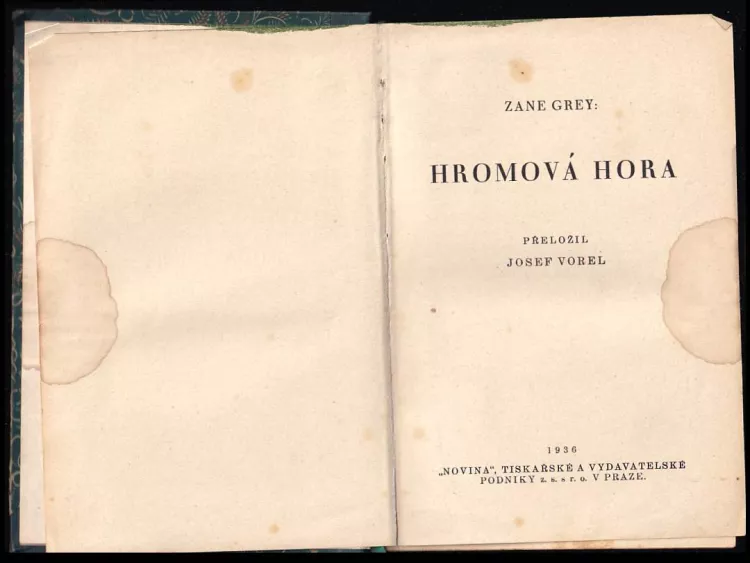 ZANE GREY:
HROMOVÁ HORA
PŘELOŽIL
JOSEF VOREL
1936
„NOVINA", TISKAŘSKÉ A VYDAVATELSKÉ
PODNIKY z. s. s r. o. V PRAZE.